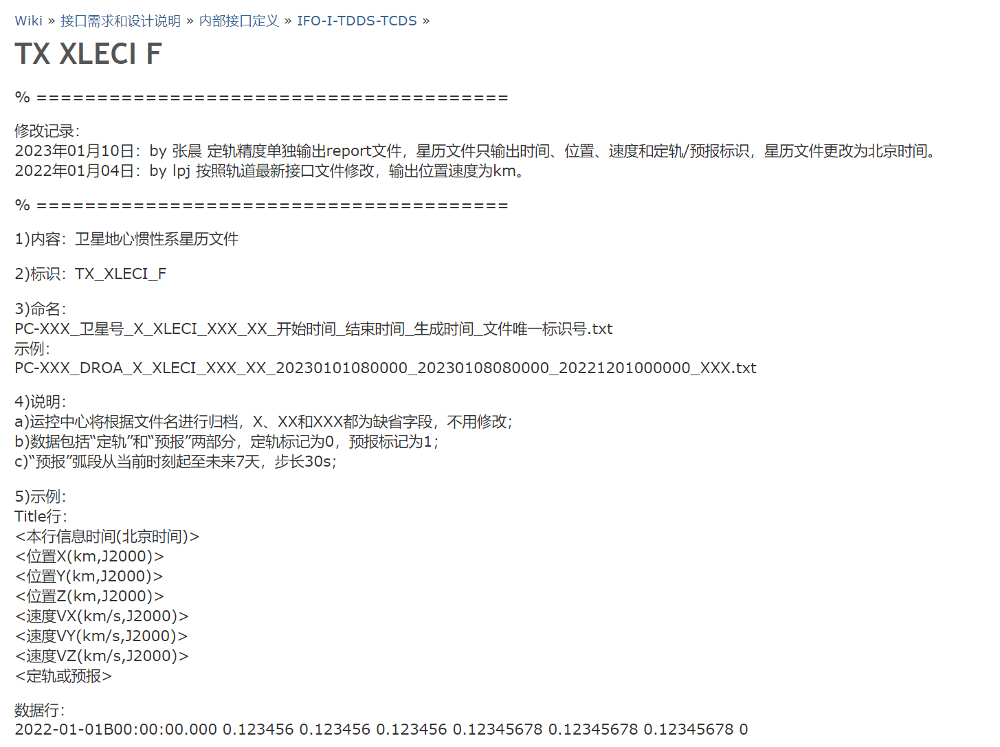 Wiki » 接口需求和设计说明 » 内部接口定义 » IFO-I-TDDS-TCDS »
TX XLECI F
% =======================================
修改记录：
2023年01月10日：by 张晨 定轨精度单独输出report文件，星历文件只输出时间、位置、速度和定轨/预报标识，星历文件更改为北京时间。
2022年01月04日：by lpj 按照轨道最新接口文件修改，输出位置速度为km。
% =======================================
1)内容：卫星地心惯性系星历文件
2)标识：TX_XLECI_F
3)命名：
PC-XXX_卫星号_X_XLECI_XXX_XX_开始时间_结束时间_生成时间_文件唯一标识号.txt
示例：
PC-XXX_DROA_X_XLECI_XXX_XX_20230101080000_20230108080000_20221201000000_XXX.txt
4)说明：
a)运控中心将根据文件名进行归档，X、XX和XXX都为缺省字段，不用修改；
b)数据包括“定轨”和“预报”两部分，定轨标记为0，预报标记为1；
c)“预报”弧段从当前时刻起至未来7天，步长30s；
5)示例：
Title行：
<本行信息时间(北京时间)>
<位置X(km,J2000)>
<位置Y(km,J2000)>
<位置Z(km,J2000)>
<速度VX(km/s,J2000)>
<速度VY(km/s,J2000)>
<速度VZ(km/s,J2000)>
<定轨或预报>
数据行：
2022-01-01B00:00:00.000 0.123456 0.123456 0.123456 0.12345678 0.12345678 0.12345678 0